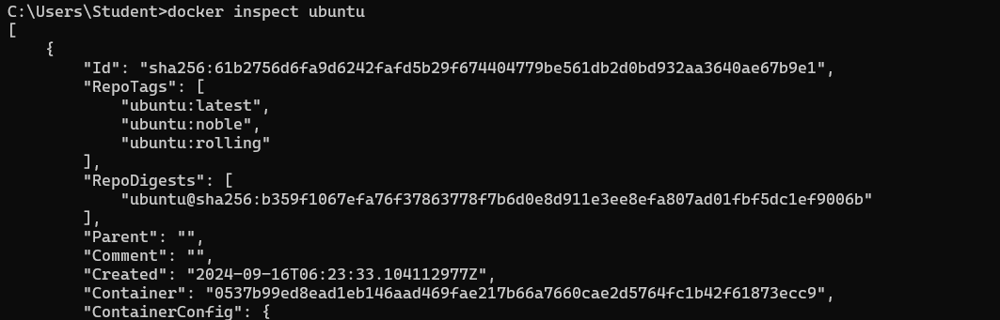 C:\Users\Student>docker inspect ubuntu
[
    {
        "Id": "sha256:61b2756d6fa9d6242fafd5b29f674404779be561db2d0bd932aa3640ae67b9e1",
        "RepoTags": [
            "ubuntu:latest",
            "ubuntu:noble",
            "ubuntu:rolling"
        ],
        "RepoDigests": [
            "ubuntu@sha256:b359f1067efa76f37863778f7b6d0e8d911e3ee8efa807ad01fbf5dc1ef9006b"
        ],
        "Parent": "",
        "Comment": "",
        "Created": "2024-09-16T06:23:33.104112977Z",
        "Container": "0537b99ed8ead1eb146aad469fae217b66a7660cae2d5764fc1b42f61873ecc9",
        "ContainerConfig": {